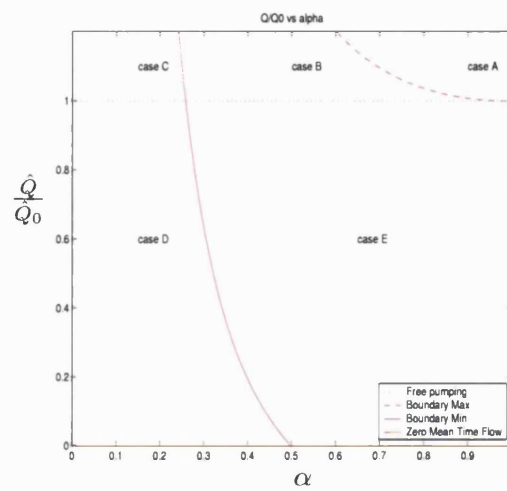 Q/Q0 vs alpha
case C
case B
case A
1
0.8
Q̂
Q̂0
0.6
case D
case E
0.4
0.2
Free pumping
Boundary Max
Boundary Min
Zero Mean Time Flow
0
0 0.1 0.2 0.3 0.4 0.5 0.6 0.7 0.8 0.9
α